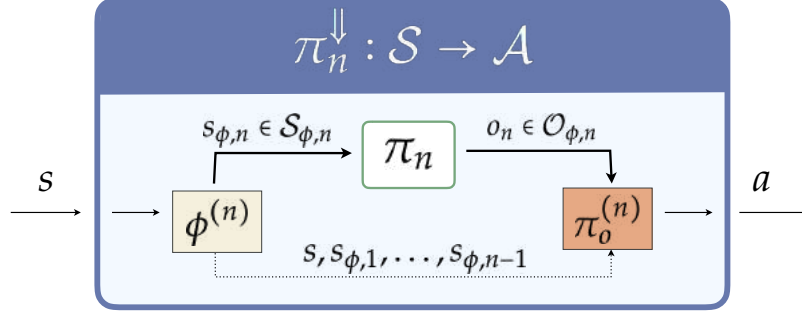 π_n^⇓ : 𝒮 → 𝒜
s_{ϕ,n} ∈ 𝒮_{ϕ,n}
π_n
o_n ∈ 𝒪_{ϕ,n}
s
a
ϕ^{(n)}
π_o^{(n)}
s, s_{ϕ,1}, . . . , s_{ϕ,n−1}